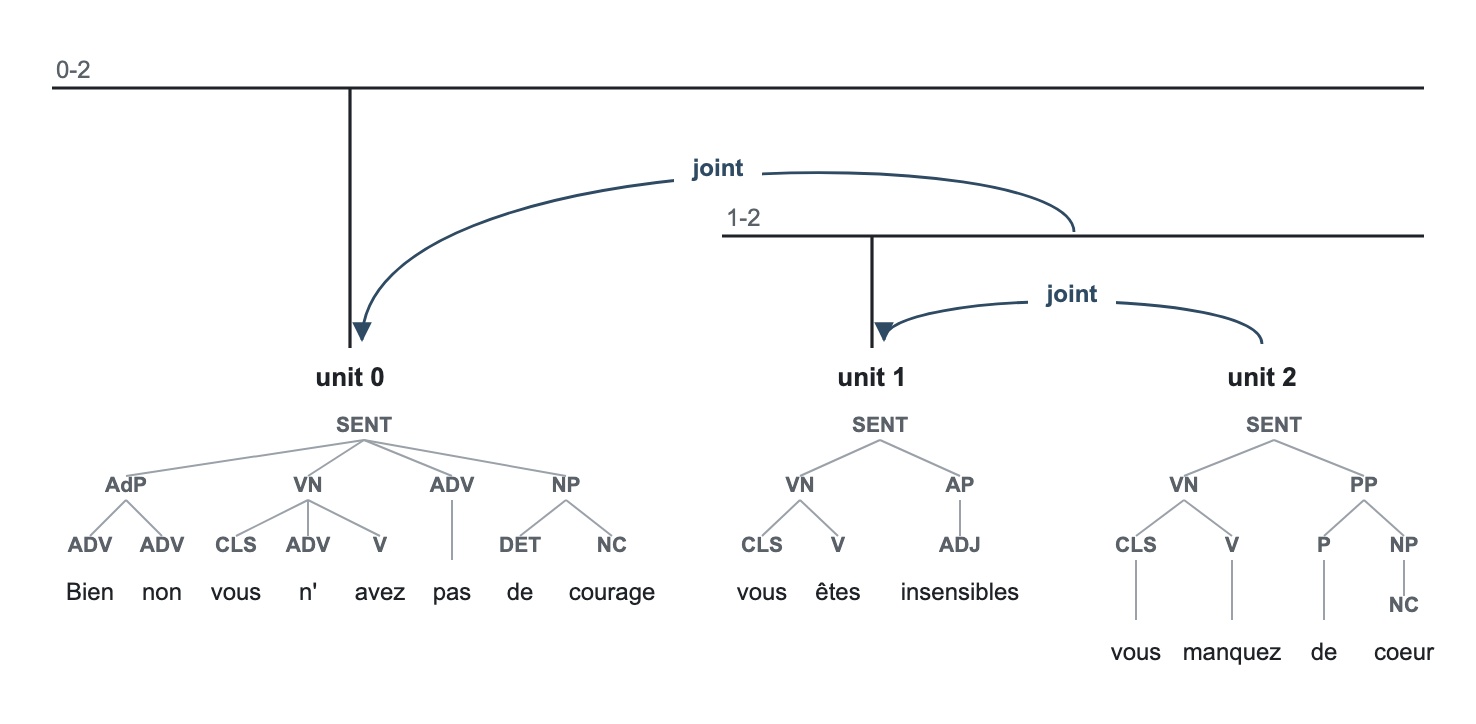 0-2
joint
1-2
joint
unit 0 unit 1 unit 2
SENT SENT SENT
AdP VN ADV NP VN AP VN PP
ADV ADV CLS ADV V DET NC CLS V ADJ CLS V P NP
Bien non vous n' avez pas de courage vous êtes insensibles
NC
vous manquez de coeur